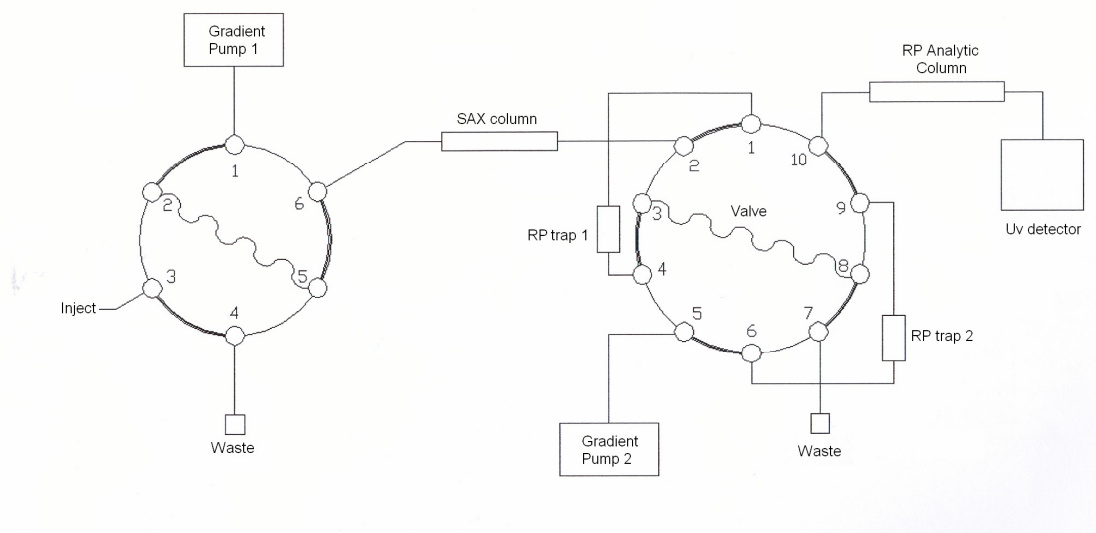 Gradient
Pump 1
1
2
3
4
5
6
Inject
Waste
SAX column
RP trap 1
Valve
1
2
3
4
5
6
7
8
9
10
RP Analytic
Column
Uv detector
RP trap 2
Gradient
Pump 2
Waste